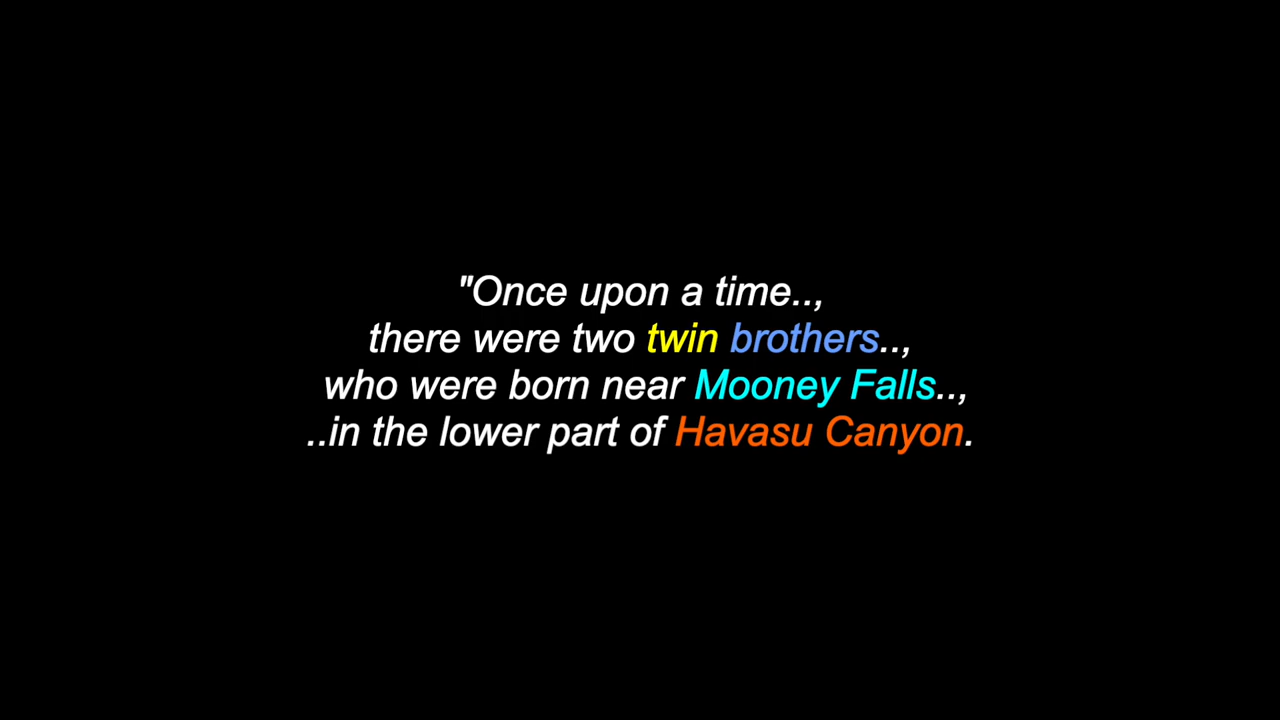 "Once upon a time..,
there were two twin brothers..,
who were born near Mooney Falls..,
..in the lower part of Havasu Canyon.